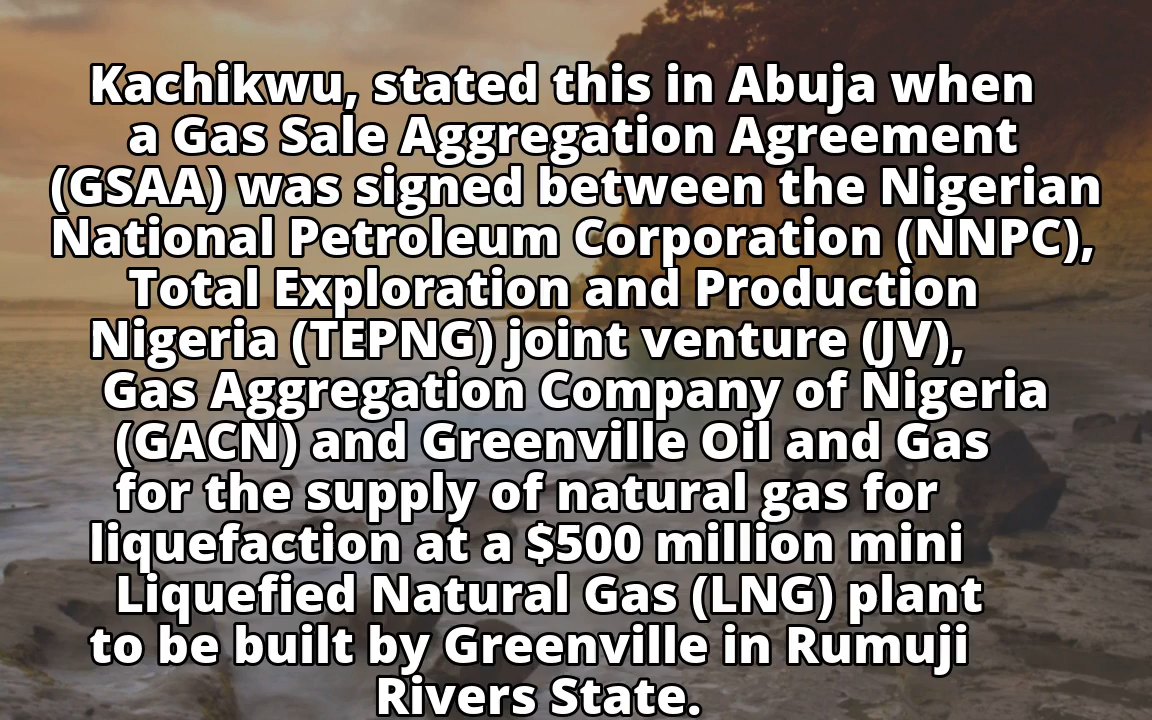 Kachikwu, stated this in Abuja when
a Gas Sale Aggregation Agreement
(GSAA) was signed between the Nigerian
National Petroleum Corporation (NNPC),
Total Exploration and Production
Nigeria (TEPNG) joint venture (JV),
Gas Aggregation Company of Nigeria
(GACN) and Greenville Oil and Gas
for the supply of natural gas for
liquefaction at a $500 million mini
Liquefied Natural Gas (LNG) plant
to be built by Greenville in Rumuji
Rivers State.